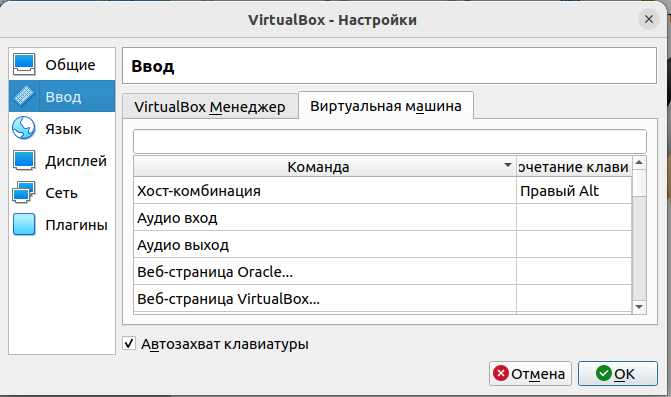 VirtualBox - Настройки
Общие
Ввод
Язык
Дисплей
Сеть
Плагины
Ввод
VirtualBox Менеджер
Виртуальная машина
Команда
очетание клави
Хост-комбинация
Правый Alt
Аудио вход
Аудио выход
Веб-страница Oracle...
Веб-страница VirtualBox...
Автозахват клавиатуры
Отмена
OK